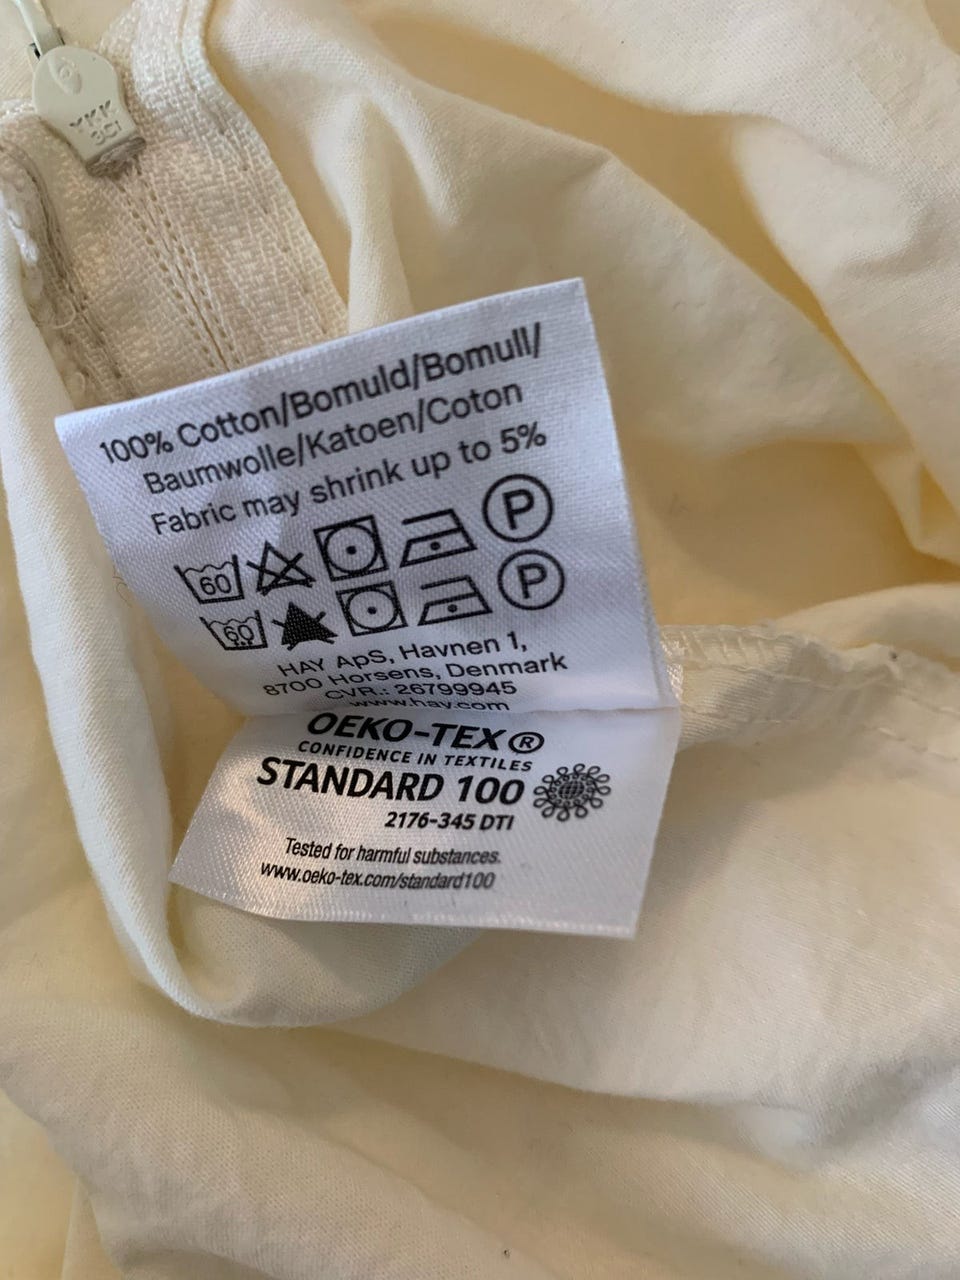 YKK
3C1
100% Cotton/Bomuld/Bomull/
Baumwolle/Katoen/Coton
Fabric may shrink up to 5%
60 P
60 P
HAY ApS, Havnen 1,
8700 Horsens, Denmark
CVR.: 26799945
www.hay.com
OEKO-TEX®
CONFIDENCE IN TEXTILES
STANDARD 100
2176-345 DTI
Tested for harmful substances.
www.oeko-tex.com/standard100